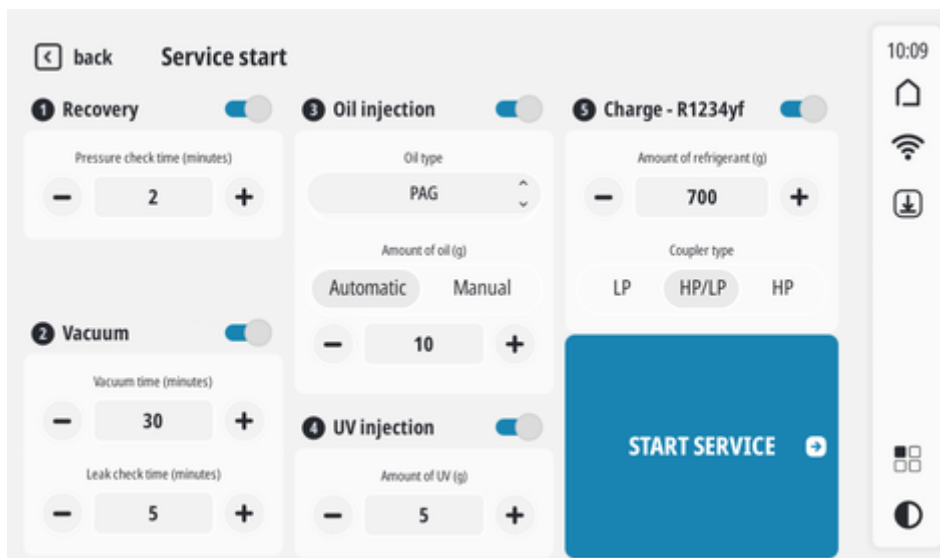 back Service start
10:09
1 Recovery
Pressure check time (minutes)
2
2 Vacuum
Vacuum time (minutes)
30
Leak check time (minutes)
5
3 Oil injection
Oil type
PAG
Amount of oil (g)
Automatic Manual
10
4 UV injection
Amount of UV (g)
5
5 Charge - R1234yf
Amount of refrigerant (g)
700
Coupler type
LP HP/LP HP
START SERVICE